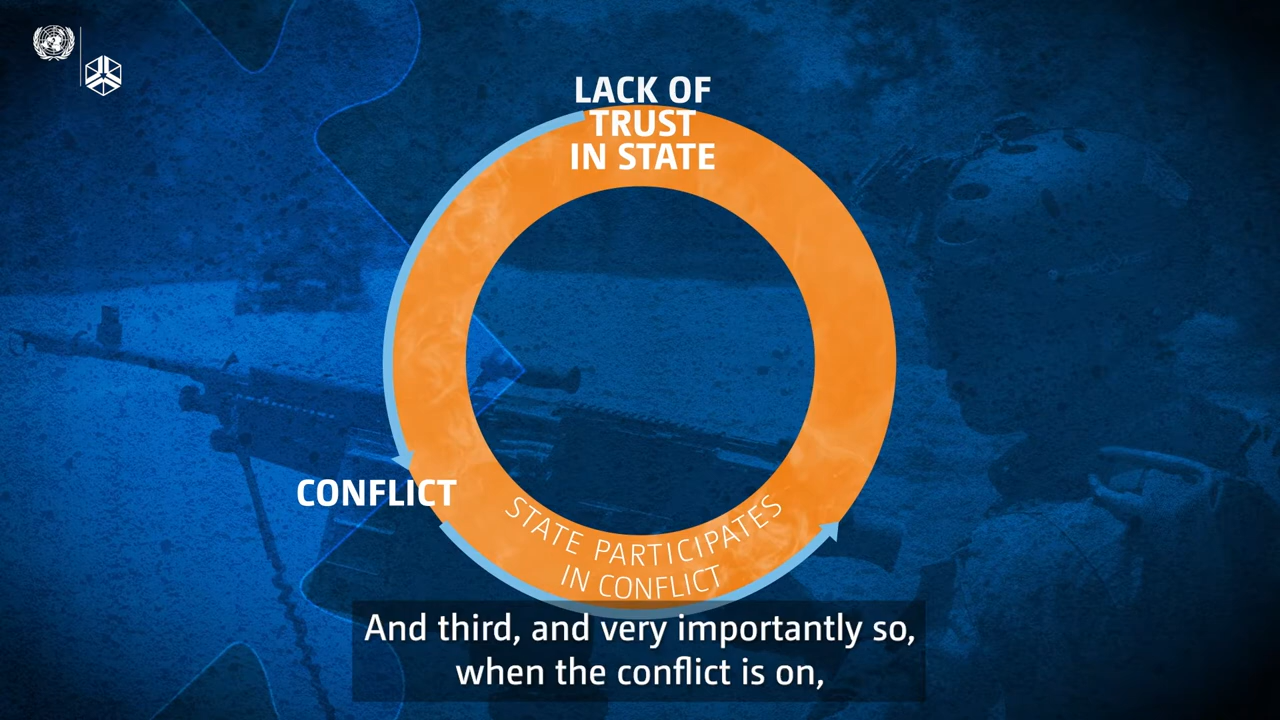 LACK OF
TRUST
IN STATE
CONFLICT
STATE PARTICIPATES
IN CONFLICT
And third, and very importantly so,
when the conflict is on,